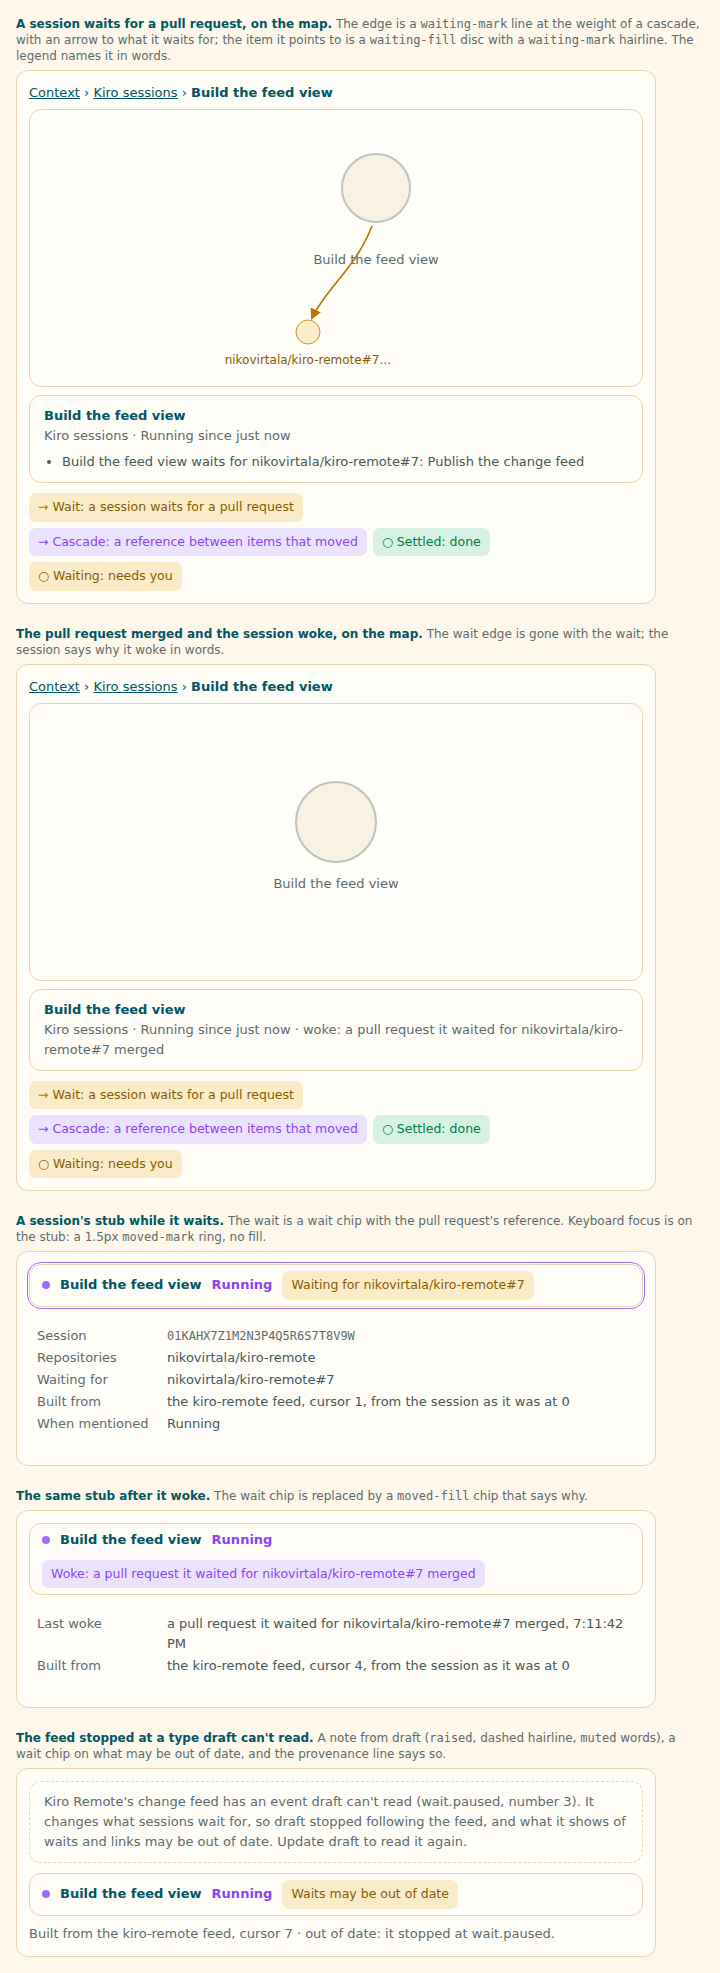 A session waits for a pull request, on the map. The edge is a waiting-mark line at the weight of a cascade,
with an arrow to what it waits for; the item it points to is a waiting-fill disc with a waiting-mark hairline. The
legend names it in words.
Context › Kiro sessions › Build the feed view
Build the feed view
nikovirtala/kiro-remote#7…
Build the feed view
Kiro sessions · Running since just now
• Build the feed view waits for nikovirtala/kiro-remote#7: Publish the change feed
→ Wait: a session waits for a pull request
→ Cascade: a reference between items that moved
○ Settled: done
○ Waiting: needs you
The pull request merged and the session woke, on the map. The wait edge is gone with the wait; the
session says why it woke in words.
Context › Kiro sessions › Build the feed view
Build the feed view
Build the feed view
Kiro sessions · Running since just now · woke: a pull request it waited for nikovirtala/kiro-
remote#7 merged
→ Wait: a session waits for a pull request
→ Cascade: a reference between items that moved
○ Settled: done
○ Waiting: needs you
A session's stub while it waits. The wait is a wait chip with the pull request's reference. Keyboard focus is on
the stub: a 1.5px moved-mark ring, no fill.
Build the feed view Running Waiting for nikovirtala/kiro-remote#7
Session 01KAHX7Z1M2N3P4Q5R6S7T8V9W
Repositories nikovirtala/kiro-remote
Waiting for nikovirtala/kiro-remote#7
Built from the kiro-remote feed, cursor 1, from the session as it was at 0
When mentioned Running
The same stub after it woke. The wait chip is replaced by a moved-fill chip that says why.
Build the feed view Running
Woke: a pull request it waited for nikovirtala/kiro-remote#7 merged
Last woke a pull request it waited for nikovirtala/kiro-remote#7 merged, 7:11:42
PM
Built from the kiro-remote feed, cursor 4, from the session as it was at 0
The feed stopped at a type draft can't read. A note from draft (raised, dashed hairline, muted words), a
wait chip on what may be out of date, and the provenance line says so.
Kiro Remote's change feed has an event draft can't read (wait.paused, number 3). It
changes what sessions wait for, so draft stopped following the feed, and what it shows of
waits and links may be out of date. Update draft to read it again.
Build the feed view Running Waits may be out of date
Built from the kiro-remote feed, cursor 7 · out of date: it stopped at wait.paused.